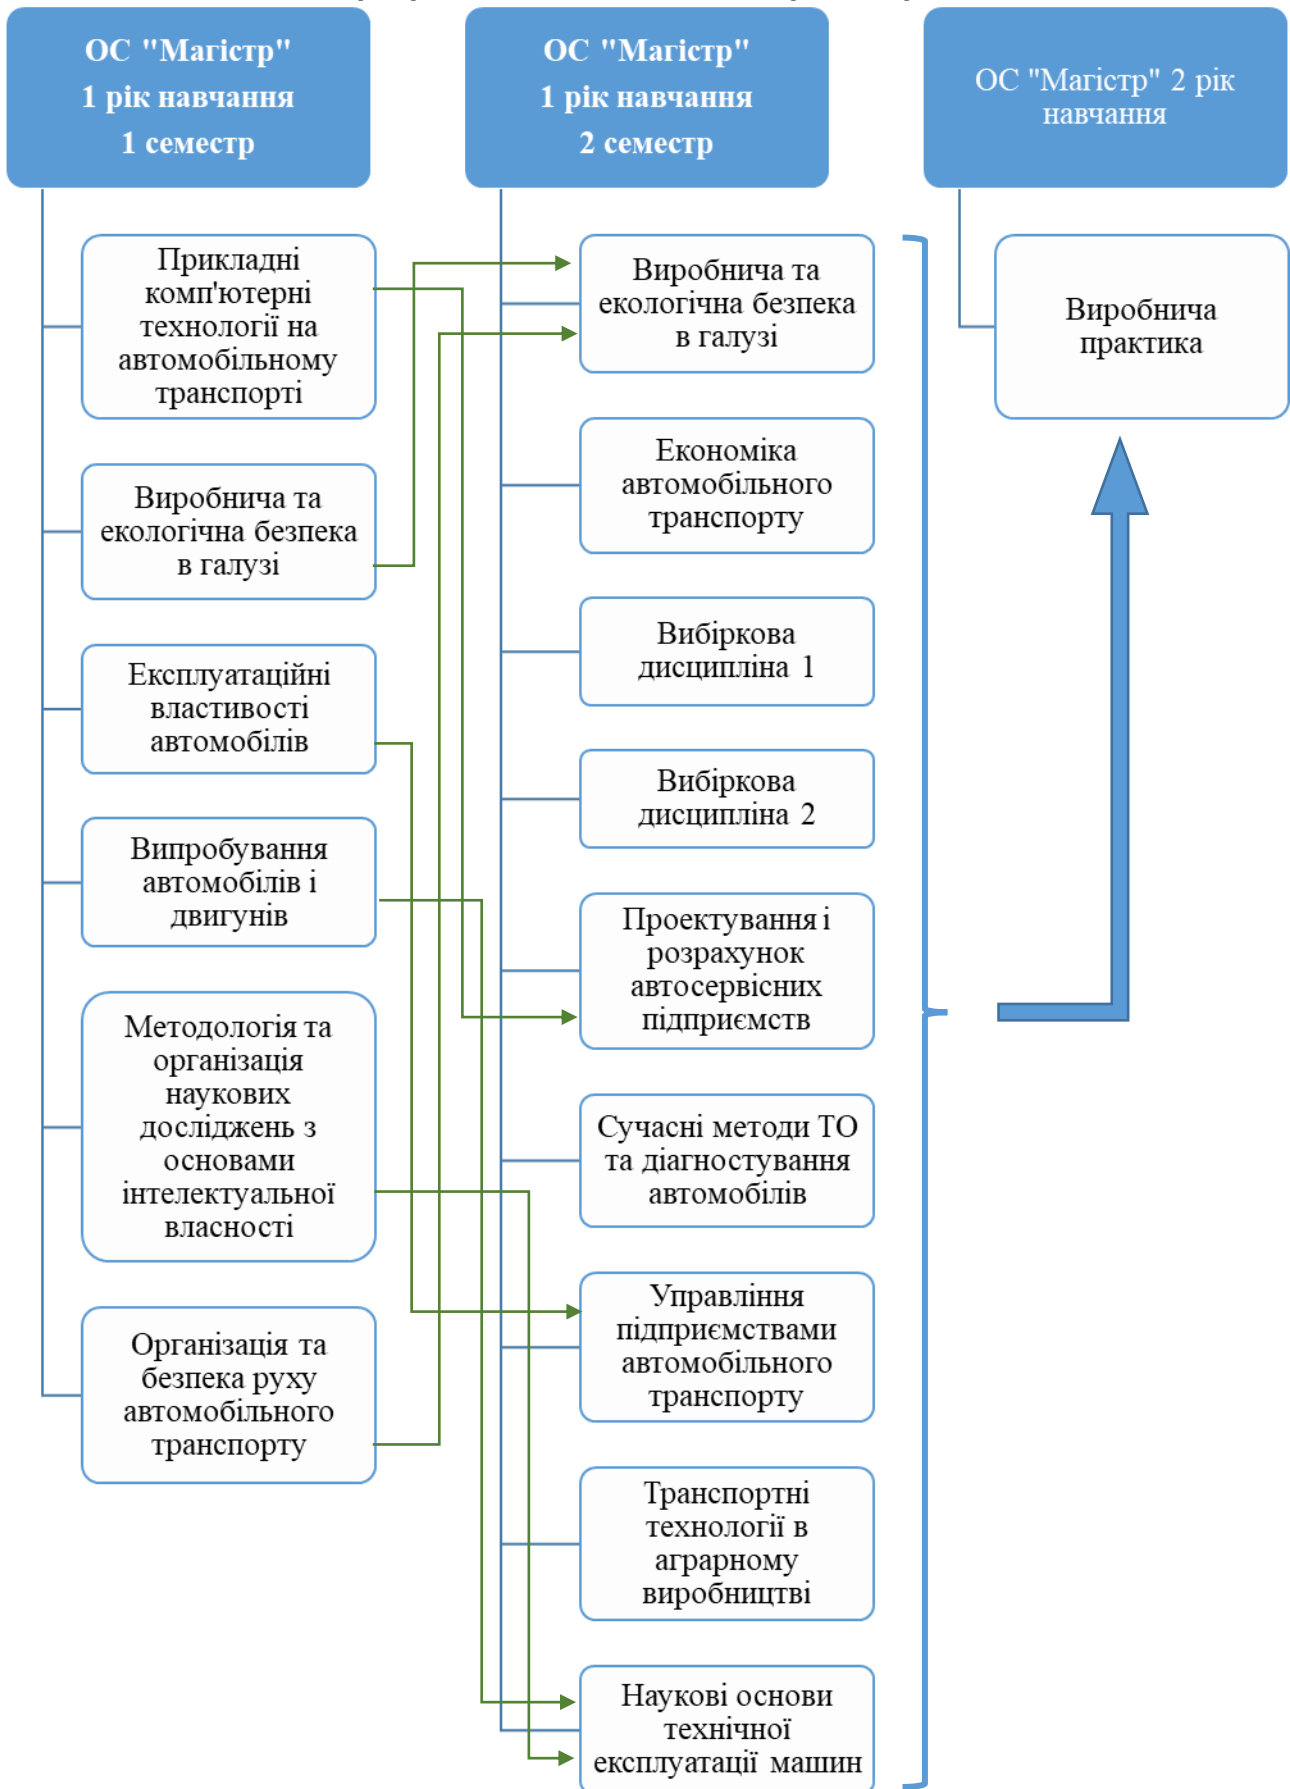 ОС "Магістр"
1 рік навчання
1 семестр
Прикладні
комп'ютерні
технології на
автомобільному
транспорті
Виробнича та
екологічна безпека
в галузі
Експлуатаційні
властивості
автомобілів
Випробування
автомобілів і
двигунів
Методологія та
організація
наукових
досліджень з
основами
інтелектуальної
власності
Організація та
безпека руху
автомобільного
транспорту
ОС "Магістр"
1 рік навчання
2 семестр
Виробнича та
екологічна безпека
в галузі
Економіка
автомобільного
транспорту
Вибіркова
дисципліна 1
Вибіркова
дисципліна 2
Проектування і
розрахунок
автосервісних
підприємств
Сучасні методи ТО
та діагностування
автомобілів
Управління
підприємствами
автомобільного
транспорту
Транспортні
технології в
аграрному
виробництві
Наукові основи
технічної
експлуатації машин
ОС "Магістр" 2 рік
навчання
Виробнича
практика